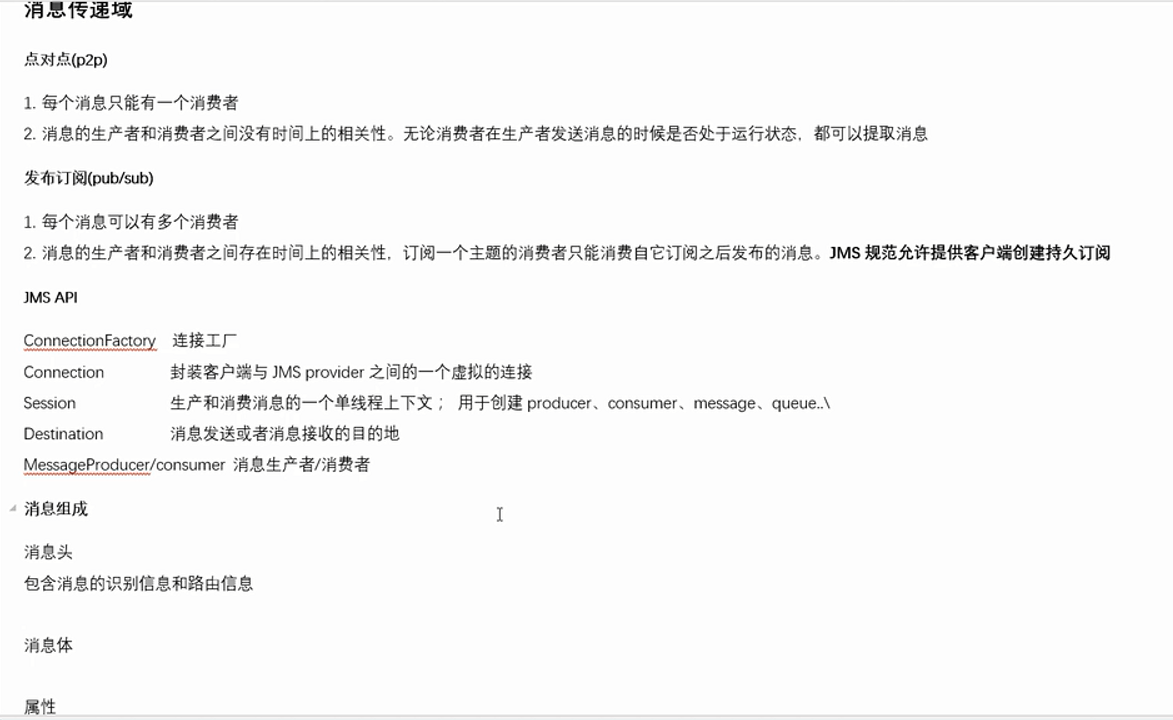 消息传递域
点对点(p2p)
1. 每个消息只能有一个消费者
2. 消息的生产者和消费者之间没有时间上的相关性。无论消费者在生产者发送消息的时候是否处于运行状态，都可以提取消息
发布订阅(pub/sub)
1. 每个消息可以有多个消费者
2. 消息的生产者和消费者之间存在时间上的相关性，订阅一个主题的消费者只能消费自它订阅之后发布的消息。JMS 规范允许提供客户端创建持久订阅
JMS API
ConnectionFactory 连接工厂
Connection 封装客户端与 JMS provider 之间的一个虚拟的连接
Session 生产和消费消息的一个单线程上下文； 用于创建 producer、consumer、message、queue..\
Destination 消息发送或者消息接收的目的地
MessageProducer/consumer 消息生产者/消费者
消息组成
消息头
包含消息的识别信息和路由信息
消息体
属性